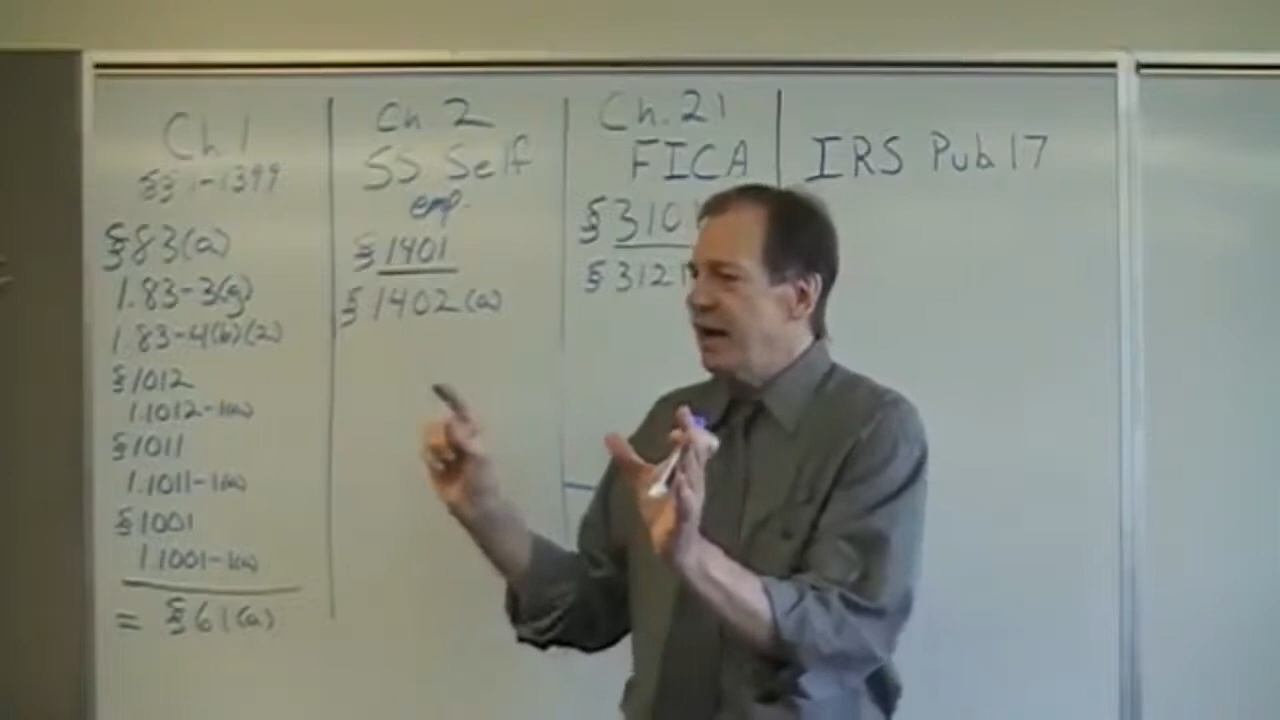 Ch. 1
§§ 1-1399
§83(a)
1.83-3(g)
1.83-4(b)(2)
§1012
1.1012-1(a)
§1011
1.1011-1(a)
§1001
1.1001-1(a)
= §61(a)
Ch 2
SS Self
emp.
§1401
§1402(a)
Ch. 21
FICA
§310
§312
IRS Pub 17